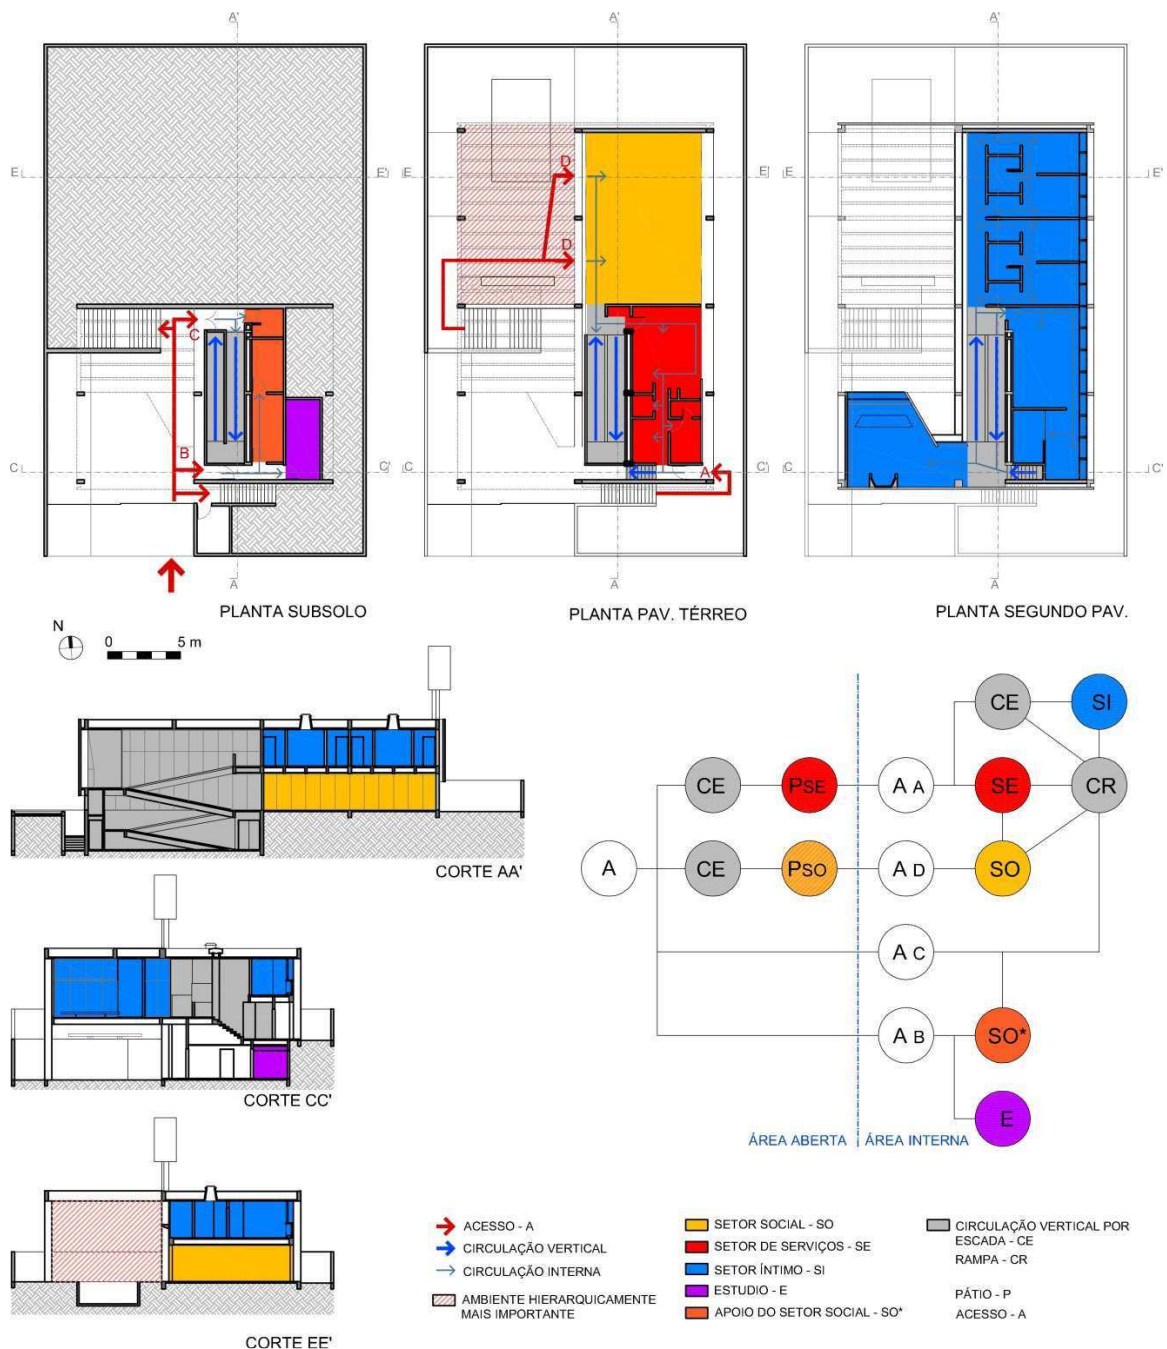 A'
A'
A'
E
E'
E
E'
E
E'
D
D
C
B
A
C
C'
C
C'
C
C'
A
A
A
PLANTA SUBSOLO
PLANTA PAV. TÉRREO
PLANTA SEGUNDO PAV.
N
0
5 m
CORTE AA'
CORTE CC'
CORTE EE'
CE
SI
CE
PSE
A A
SE
CR
A
CE
PSO
A D
SO
A C
A B
SO*
E
ÁREA ABERTA
ÁREA INTERNA
ACESSO - A
CIRCULAÇÃO VERTICAL
CIRCULAÇÃO INTERNA
AMBIENTE HIERARQUICAMENTE
MAIS IMPORTANTE
SETOR SOCIAL - SO
SETOR DE SERVIÇOS - SE
SETOR ÍNTIMO - SI
ESTUDIO - E
APOIO DO SETOR SOCIAL - SO*
CIRCULAÇÃO VERTICAL POR
ESCADA - CE
RAMPA - CR
PÁTIO - P
ACESSO - A